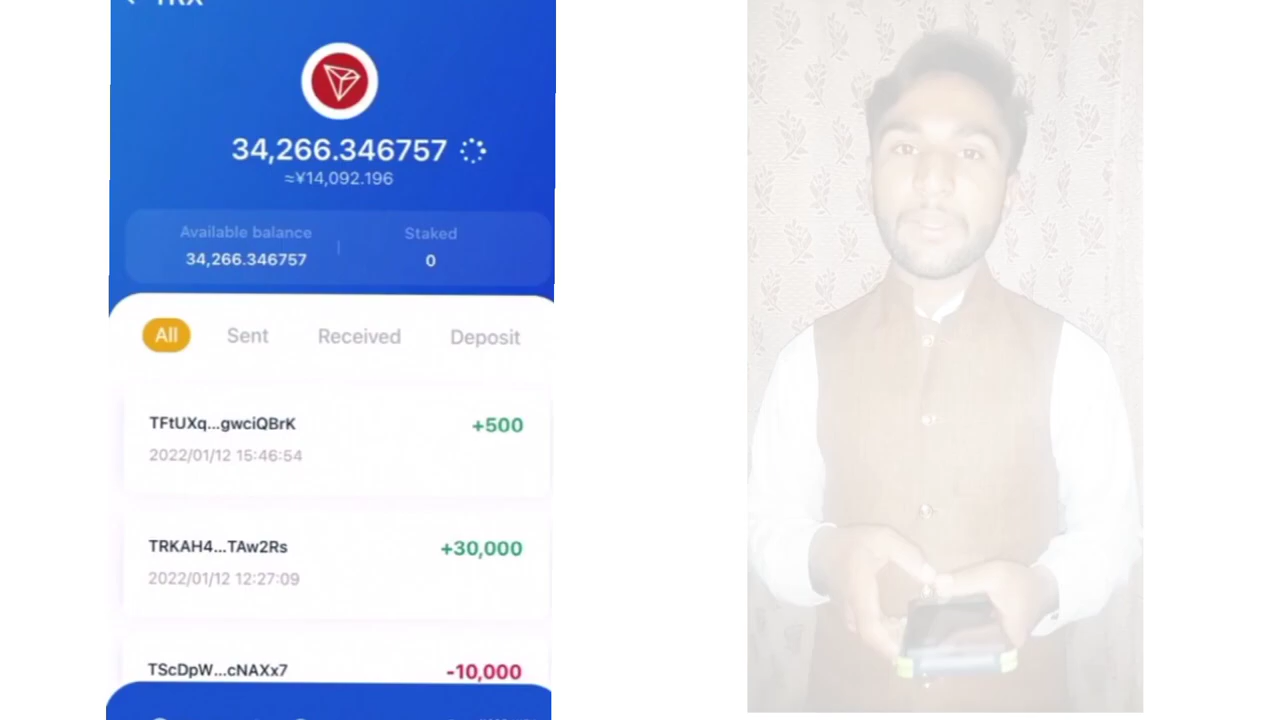 TRX
34,266.346757
≈¥14,092.196
Available balance
34,266.346757
Staked
0
All Sent Received Deposit
TFtUXq...gwciQBrK
+500
2022/01/12 15:46:54
TRKAH4...TAw2Rs
+30,000
2022/01/12 12:27:09
TScDpW...cNAXx7
-10,000